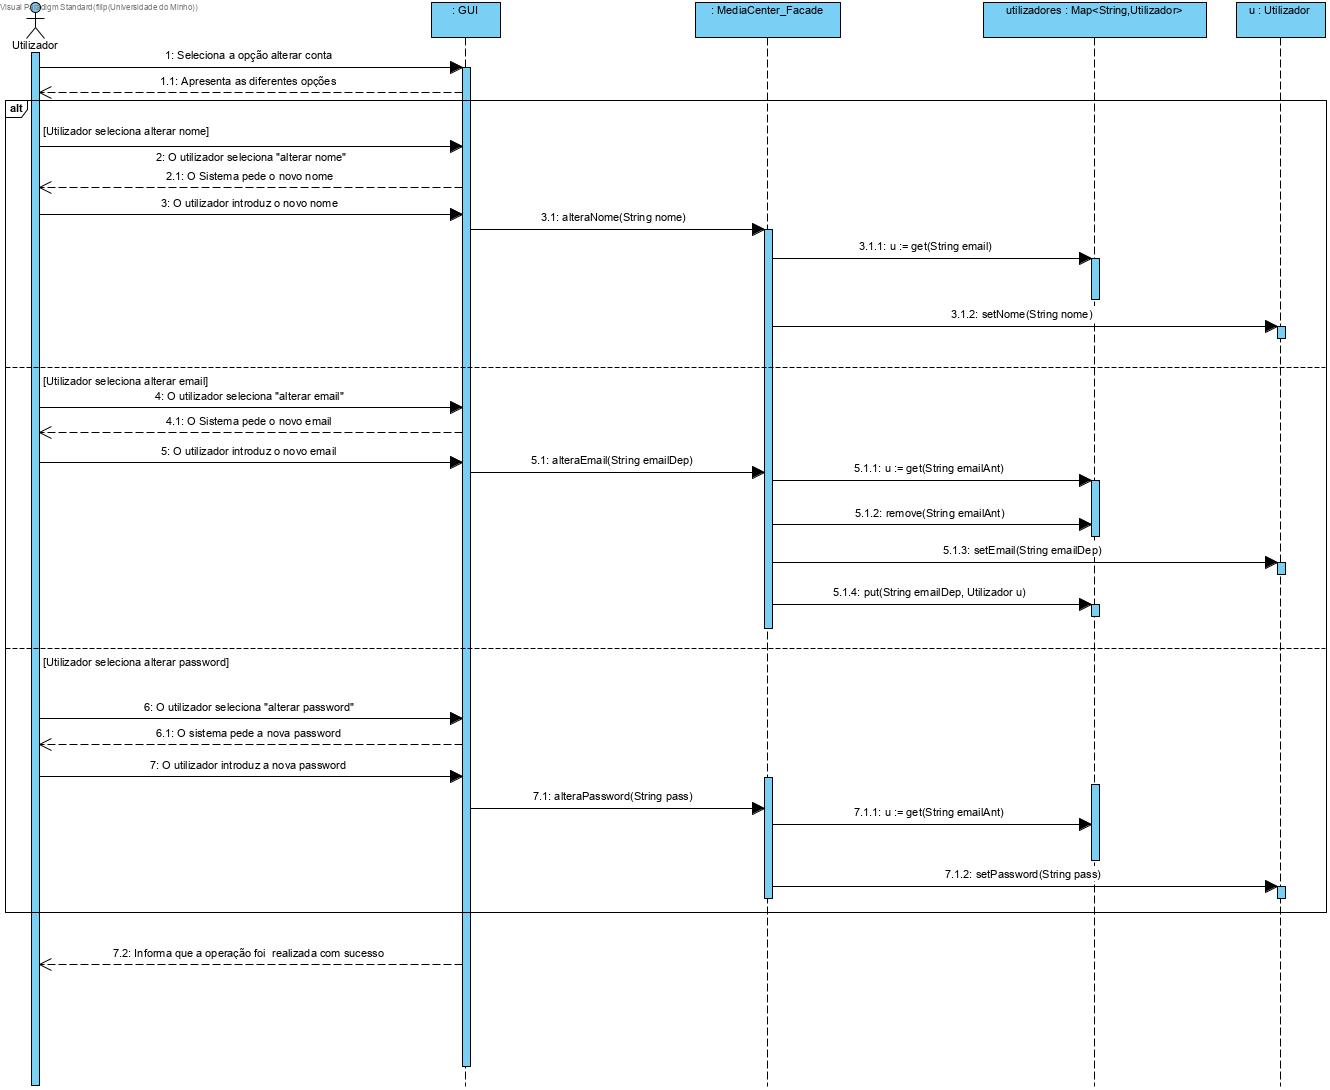 Visual Paradigm Standard(filip(Universidade do Minho))
: GUI
: MediaCenter_Facade
utilizadores : Map<String,Utilizador>
u : Utilizador
Utilizador
1: Seleciona a opção alterar conta
1.1: Apresenta as diferentes opções
alt
[Utilizador seleciona alterar nome]
2: O utilizador seleciona "alterar nome"
2.1: O Sistema pede o novo nome
3: O utilizador introduz o novo nome
3.1: alteraNome(String nome)
3.1.1: u := get(String email)
3.1.2: setNome(String nome)
[Utilizador seleciona alterar email]
4: O utilizador seleciona "alterar email"
4.1: O Sistema pede o novo email
5: O utilizador introduz o novo email
5.1: alteraEmail(String emailDep)
5.1.1: u := get(String emailAnt)
5.1.2: remove(String emailAnt)
5.1.3: setEmail(String emailDep)
5.1.4: put(String emailDep, Utilizador u)
[Utilizador seleciona alterar password]
6: O utilizador seleciona "alterar password"
6.1: O sistema pede a nova password
7: O utilizador introduz a nova password
7.1: alteraPassword(String pass)
7.1.1: u := get(String emailAnt)
7.1.2: setPassword(String pass)
7.2: Informa que a operação foi  realizada com sucesso